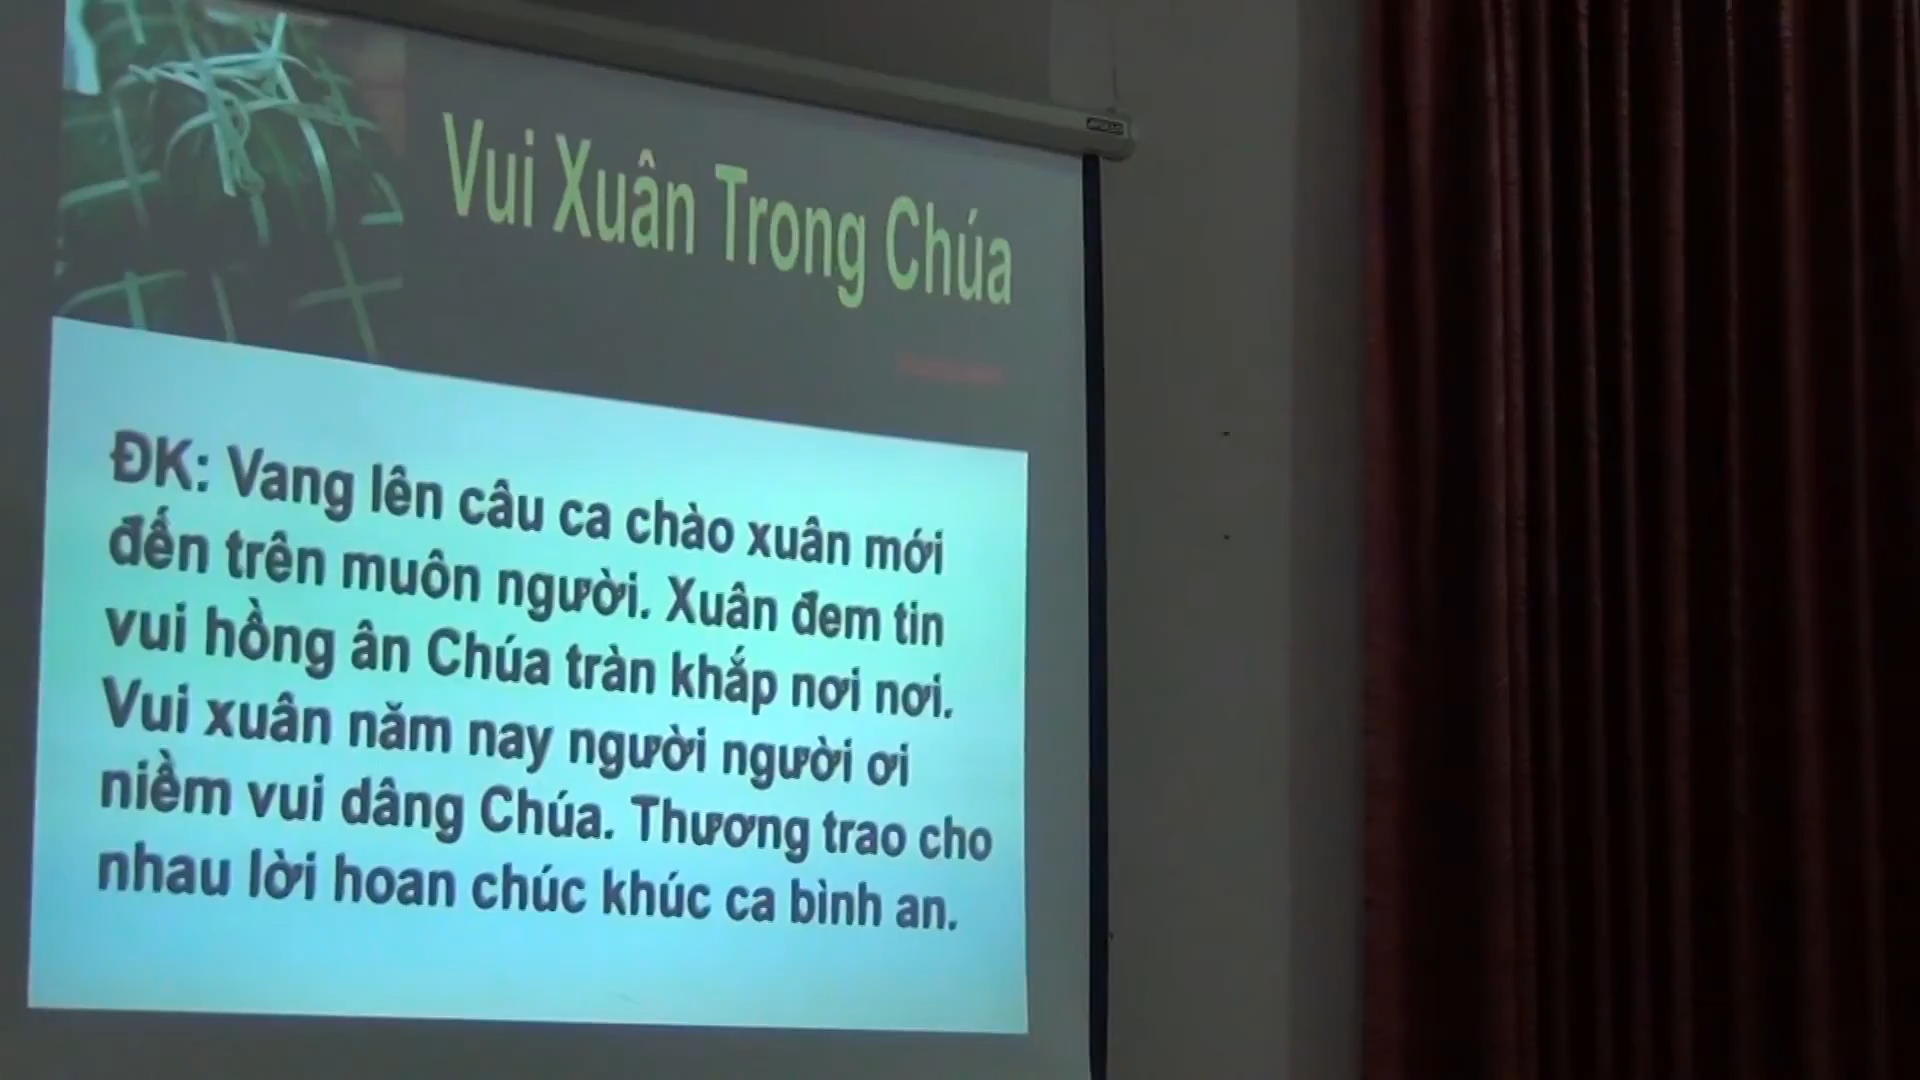 Vui Xuân Trong Chúa
ĐK: Vang lên câu ca chào xuân mới
đến trên muôn người. Xuân đem tin
vui hồng ân Chúa tràn khắp nơi nơi.
Vui xuân năm nay người người ơi
niềm vui dâng Chúa. Thương trao cho
nhau lời hoan chúc khúc ca bình an.